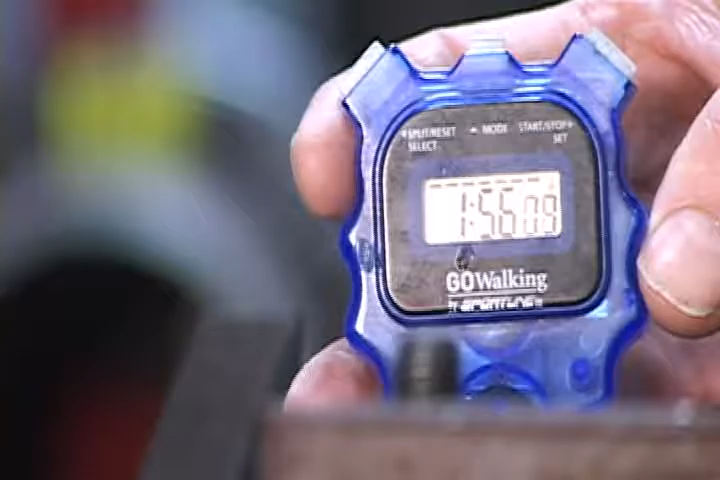 SPLIT/RESET ▲ MODE START/STOP
SELECT SET
1:56 09
GOWalking
by SPORTLINE